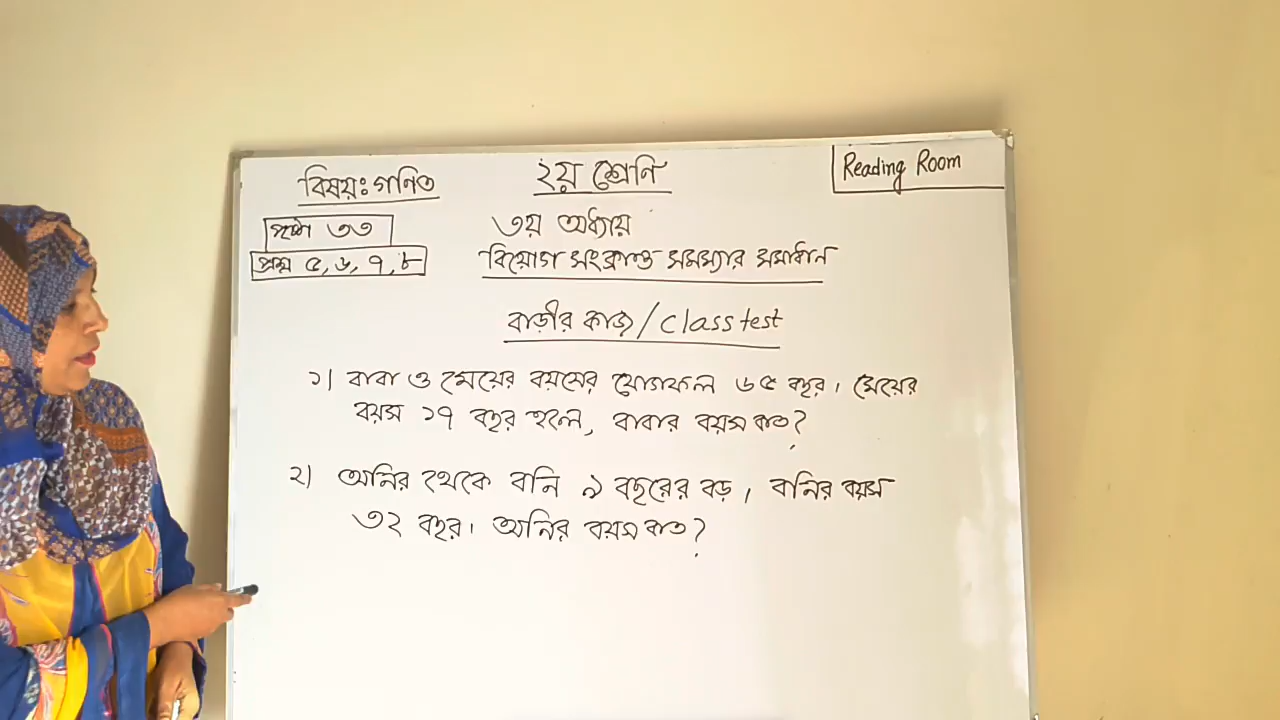 বিষয়ঃ গনিত
২য় শ্রেণি
Reading Room
পৃষ্ঠা ৩৩
৩য় অধ্যায়
প্রশ্ন ৫, ৬, ৭, ৮
বিয়োগ সংক্রান্ত সমস্যার সমাধান
বাড়ীর কাজ/Class test
১| বাবা ও মেয়ের বয়সের যোগফল ৬৫ বছর। মেয়ের
বয়স ১৭ বছর হলে, বাবার বয়স কত?
২| অনির থেকে বনি ৯ বছরের বড়, বনির বয়স
৩২ বছর। অনির বয়স কত?